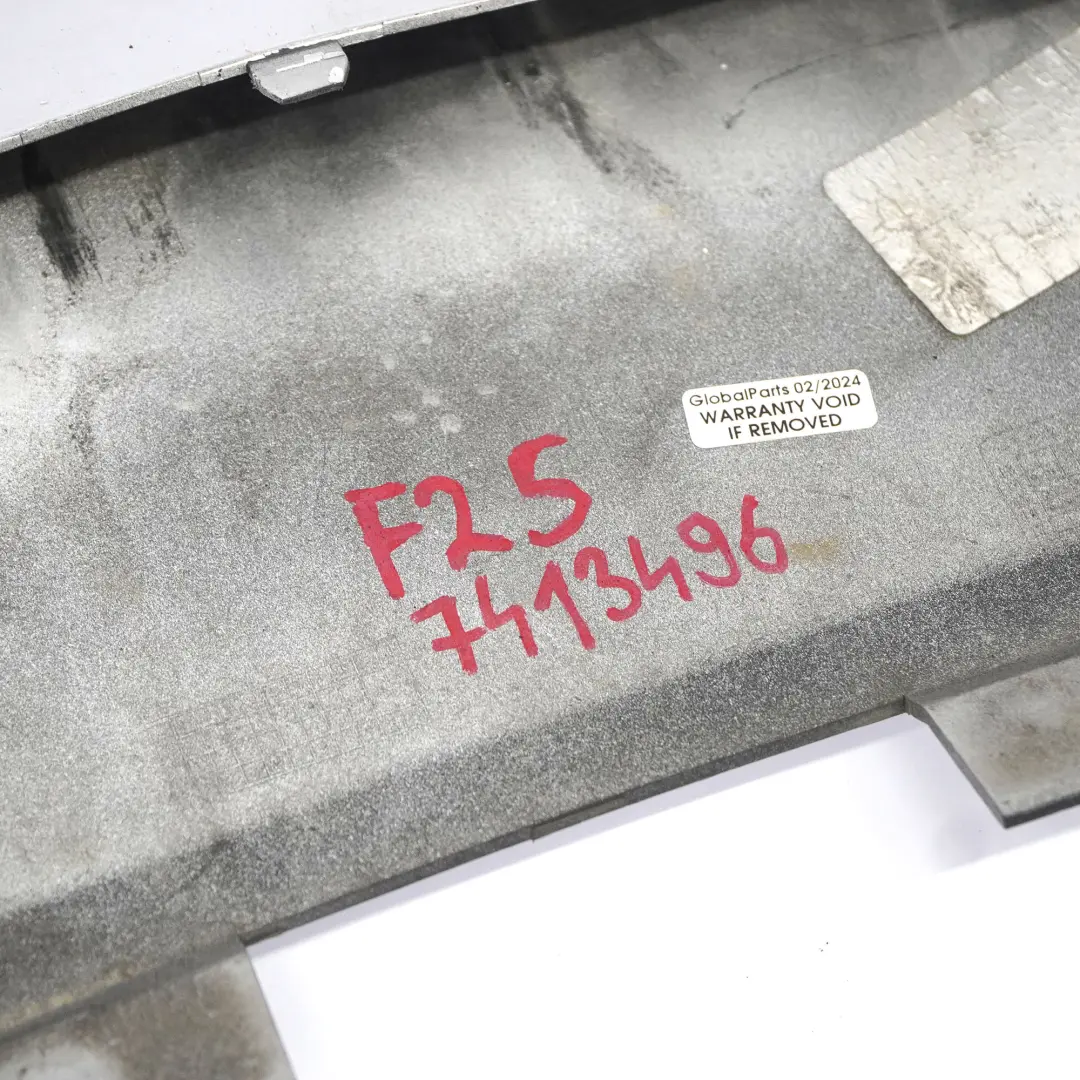 GlobalParts 02/2024
WARRANTY VOID
IF REMOVED
F25
7413496